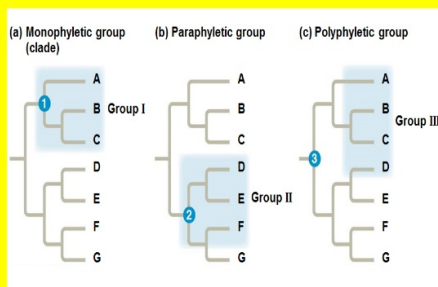 (a) Monophyletic group (clade)
A
1
B
Group I
C
D
E
F
G
(b) Paraphyletic group
A
B
C
D
E
Group II
2
F
G
(c) Polyphyletic group
A
B
Group III
C
3
D
E
F
G